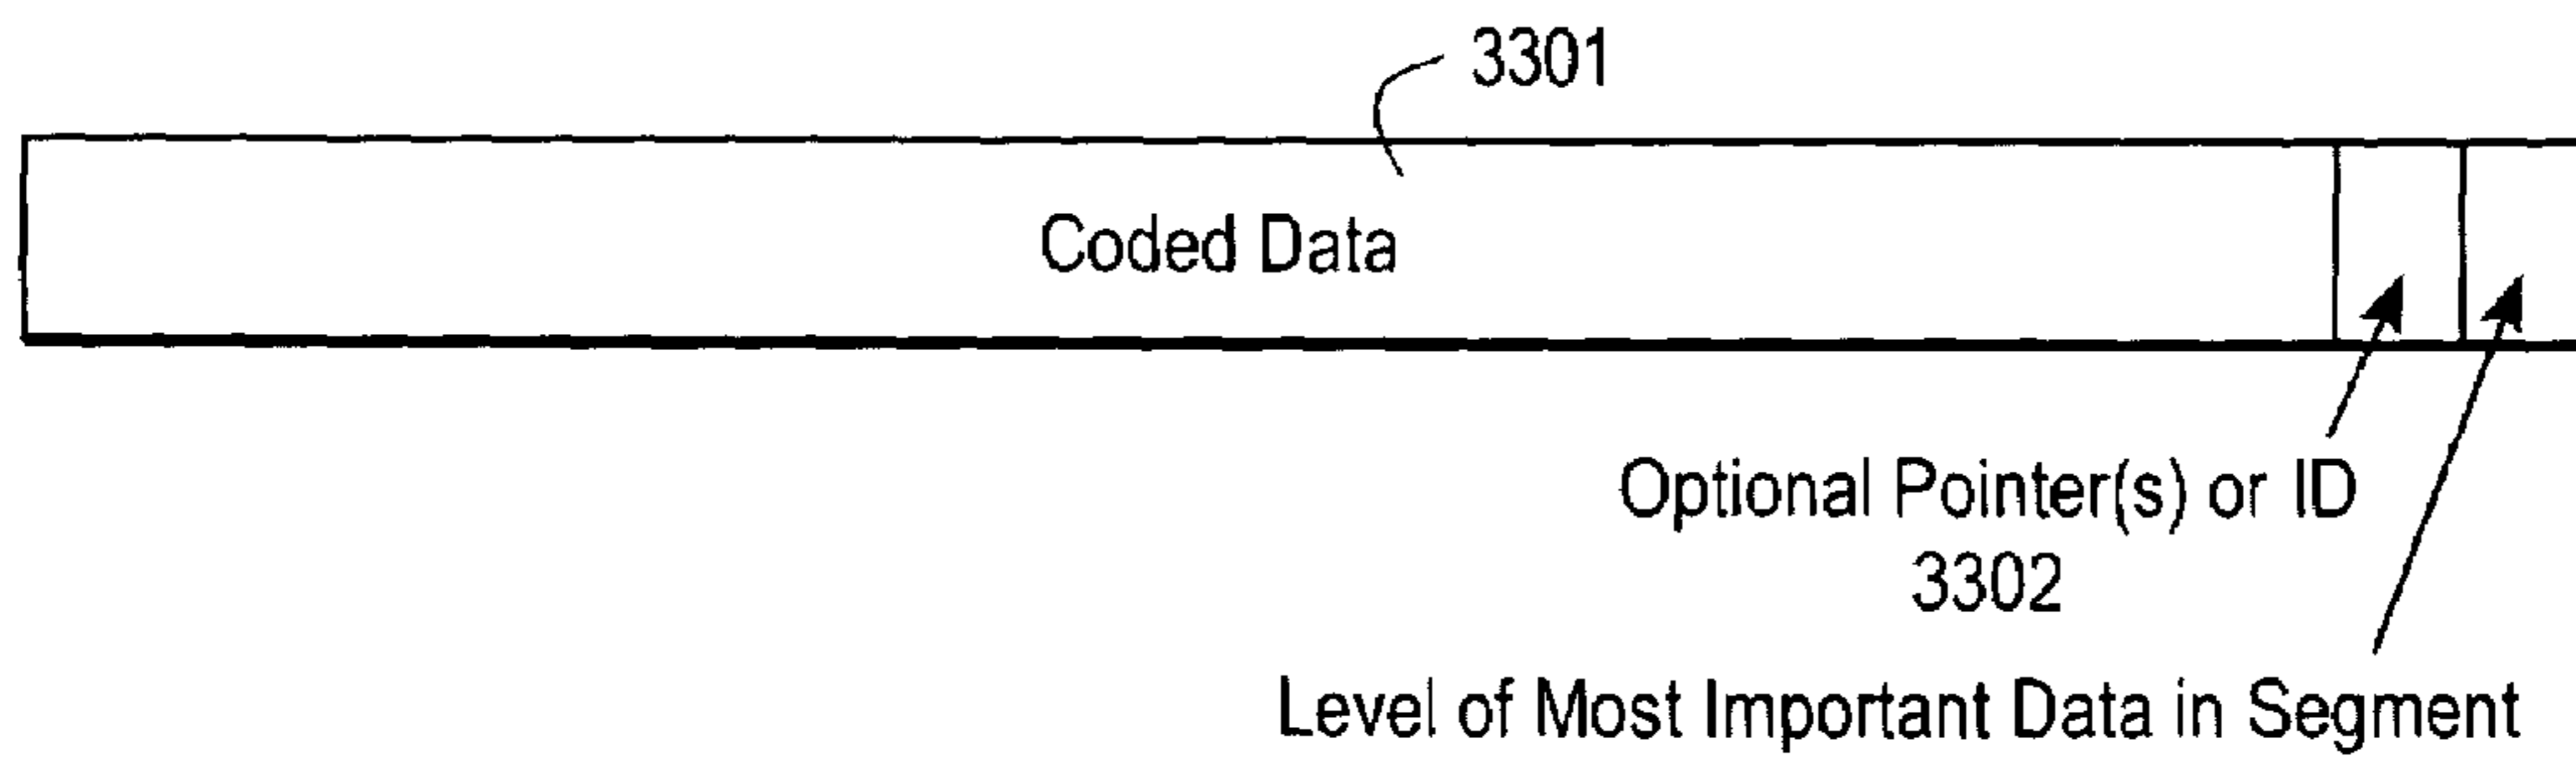 3301
Coded Data
Optional Pointer(s) or ID
3302
Level of Most Important Data in Segment